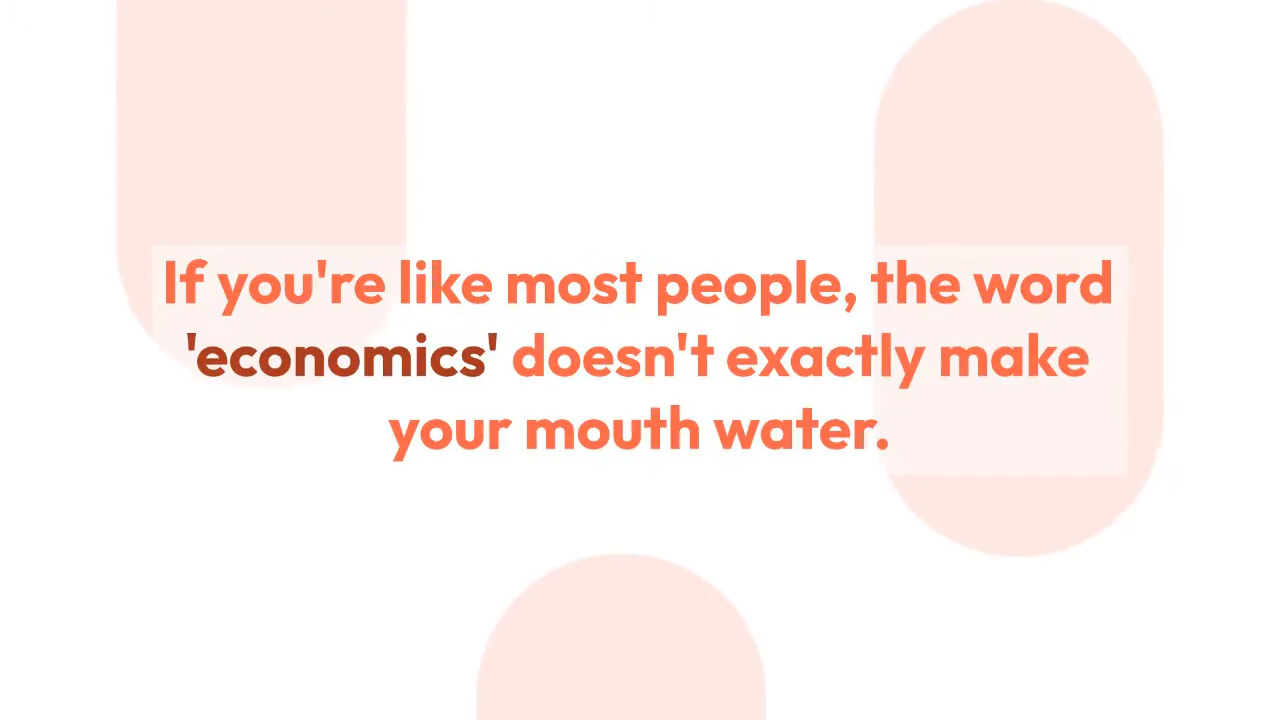 If you're like most people, the word
'economics' doesn't exactly make
your mouth water.